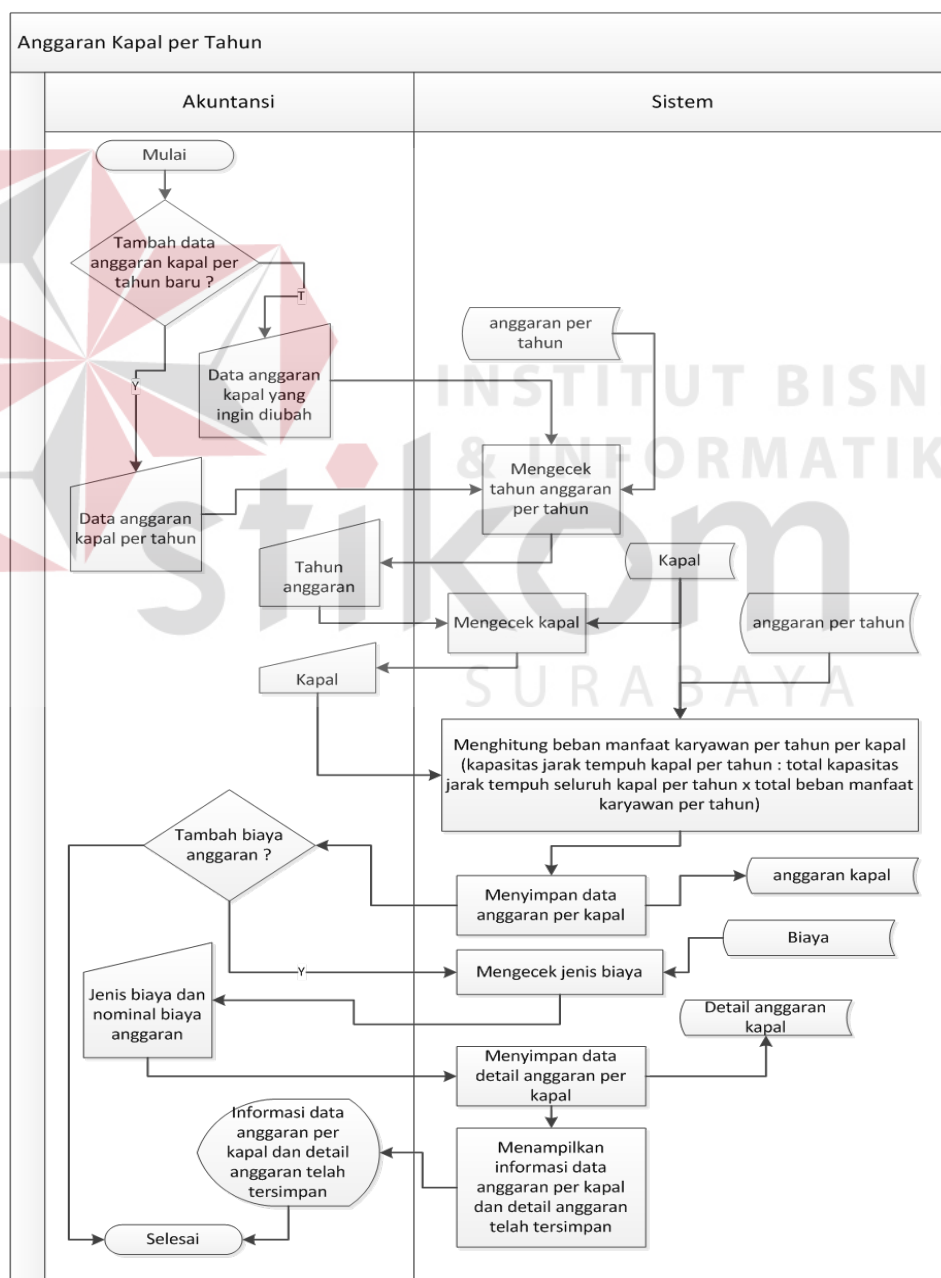 Anggaran Kapal per Tahun
Akuntansi
Sistem
Mulai
Tambah data
anggaran kapal per
tahun baru ?
T
Y
Data anggaran
kapal yang
ingin diubah
anggaran per
tahun
INSTITUT BISNI
& INFORMATIK
stikom
SURABAYA
Data anggaran
kapal per tahun
Mengecek
tahun anggaran
per tahun
Tahun
anggaran
Kapal
Mengecek kapal
anggaran per tahun
Kapal
Menghitung beban manfaat karyawan per tahun per kapal
(kapasitas jarak tempuh kapal per tahun : total kapasitas
jarak tempuh seluruh kapal per tahun x total beban manfaat
karyawan per tahun)
Tambah biaya
anggaran ?
Menyimpan data
anggaran per kapal
anggaran kapal
Y
Mengecek jenis biaya
Biaya
Jenis biaya dan
nominal biaya
anggaran
Detail anggaran
kapal
Menyimpan data
detail anggaran per
kapal
Informasi data
anggaran per
kapal dan detail
anggaran telah
tersimpan
Menampilkan
informasi data
anggaran per kapal
dan detail anggaran
telah tersimpan
Selesai